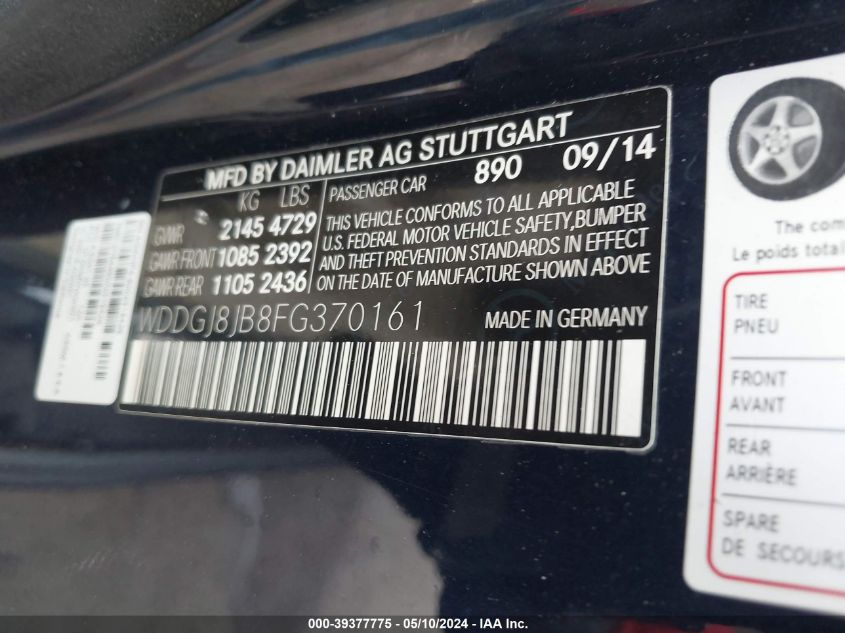 MFD BY DAIMLER AG STUTTGART
KG LBS PASSENGER CAR 890 09/14
GVWR 2145 4729
GAWR FRONT 1085 2392
GAWR REAR 1105 2436
THIS VEHICLE CONFORMS TO ALL APPLICABLE
U.S. FEDERAL MOTOR VEHICLE SAFETY,BUMPER
AND THEFT PREVENTION STANDARDS IN EFFECT
ON THE DATE OF MANUFACTURE SHOWN ABOVE
WDDGJ8JB8FG370161 MADE IN GERMANY
The com
Le poids total
TIRE
PNEU
FRONT
AVANT
REAR
ARRIÈRE
SPARE
DE SECOURS
000-39377775 / 05/10/2024 / IAA Inc.